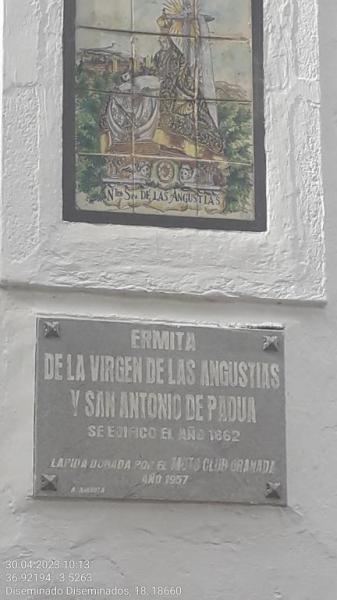 Ntra Sra DE LAS ANGUSTIAS
ERMITA
DE LA VIRGEN DE LAS ANGUSTIAS
Y SAN ANTONIO DE PADUA
SE EDIFICO EL AÑO 1662
LAPIDA DONADA POR EL MOTO CLUB GRANADA
AÑO 1957
30.04.2023 10:13
36.92194, 3.5263
Diseminado Diseminados, 18, 18660